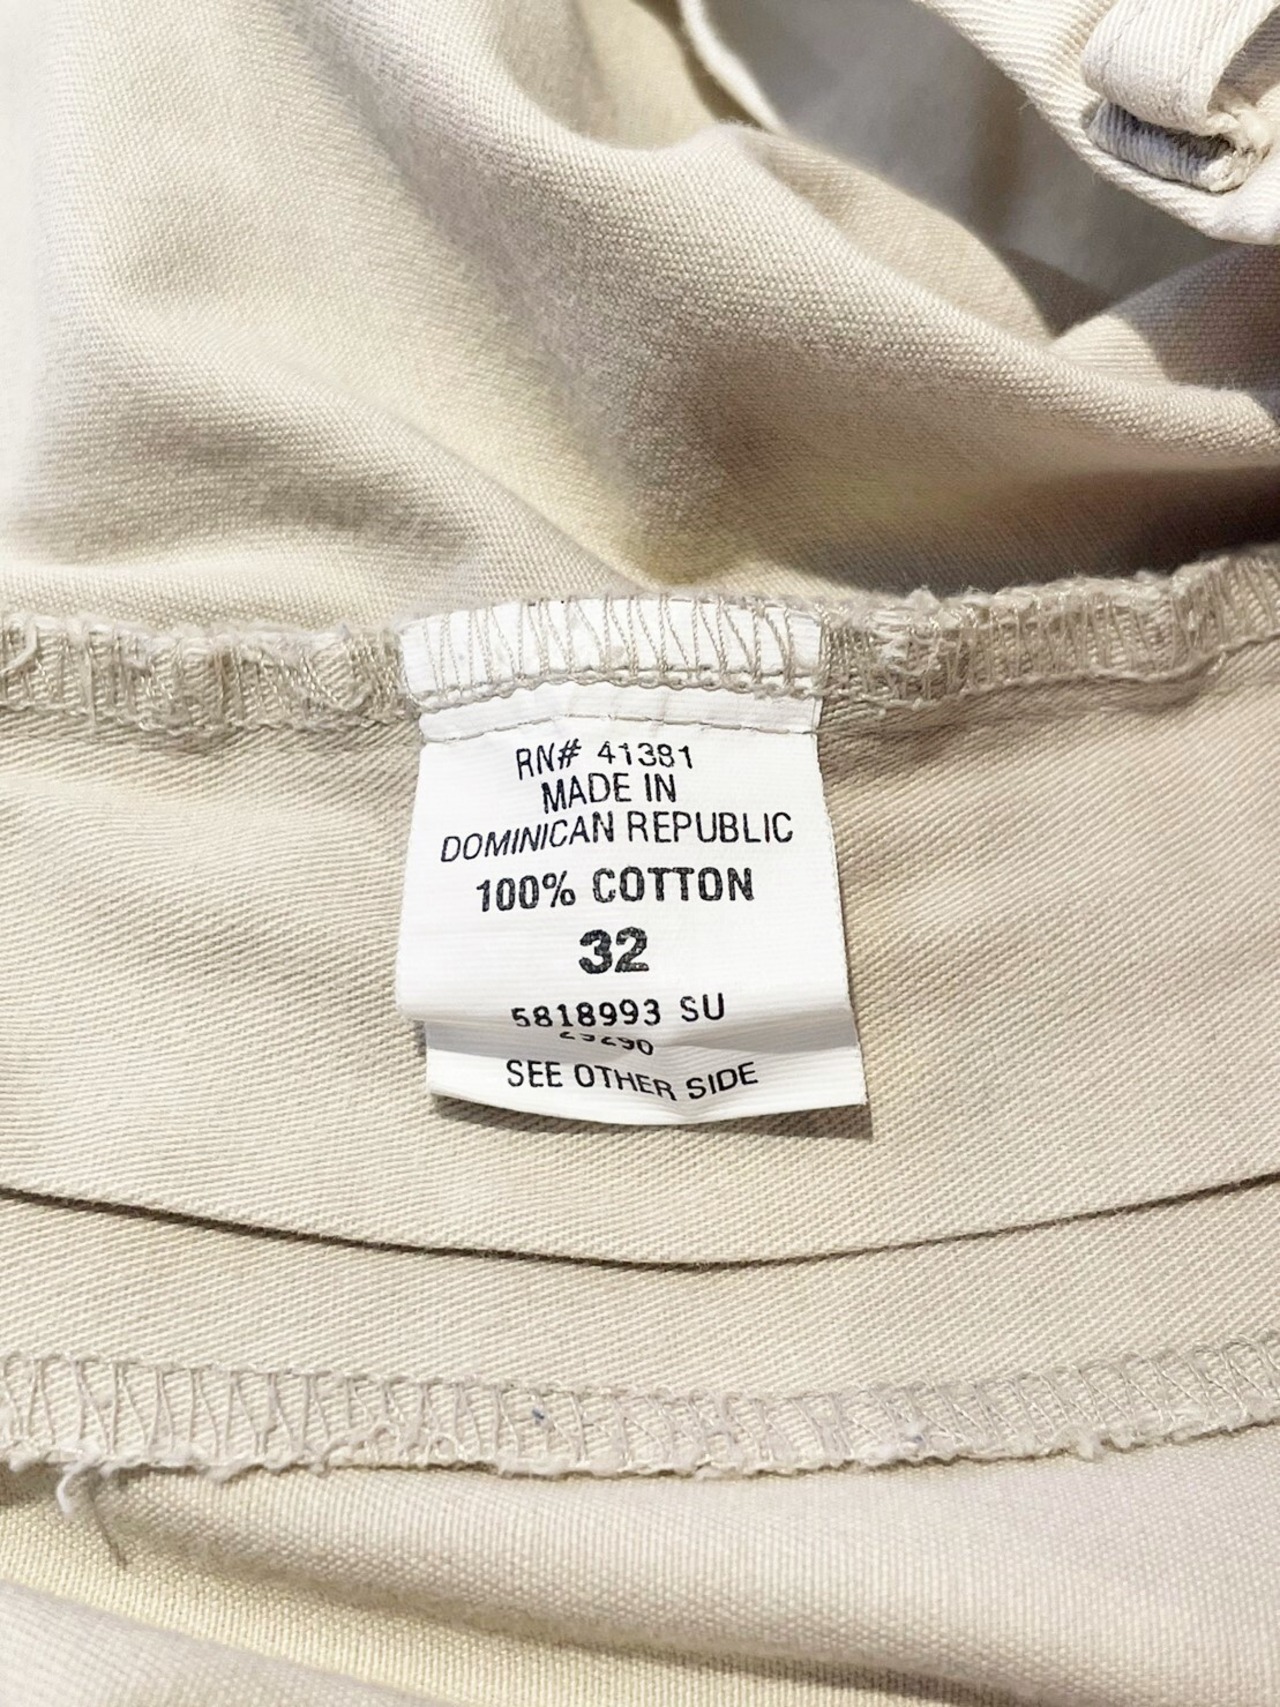 RN# 41381
MADE IN
DOMINICAN REPUBLIC
100% COTTON
32
5818993 SU
SEE OTHER SIDE